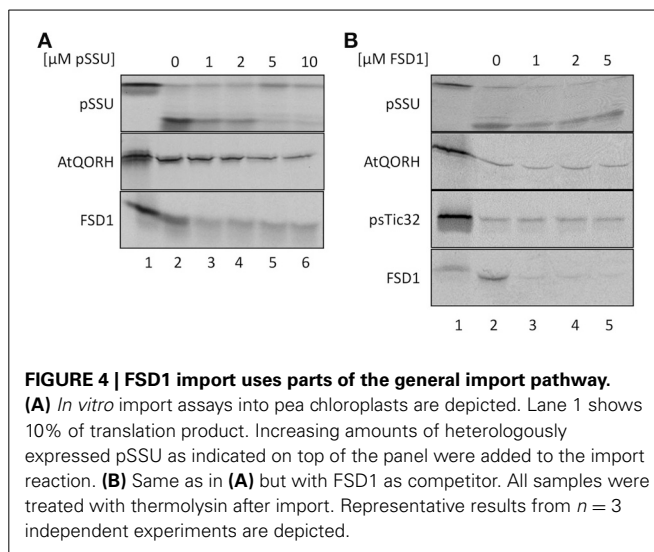 A
[µM pSSU] 0 1 2 5 10
pSSU
AtQORH
FSD1
1 2 3 4 5 6
B
[µM FSD1] 0 1 2 5
pSSU
AtQORH
psTic32
FSD1
1 2 3 4 5
FIGURE 4 | FSD1 import uses parts of the general import pathway.
(A) In vitro import assays into pea chloroplasts are depicted. Lane 1 shows
10% of translation product. Increasing amounts of heterologously
expressed pSSU as indicated on top of the panel were added to the import
reaction. (B) Same as in (A) but with FSD1 as competitor. All samples were
treated with thermolysin after import. Representative results from n = 3
independent experiments are depicted.